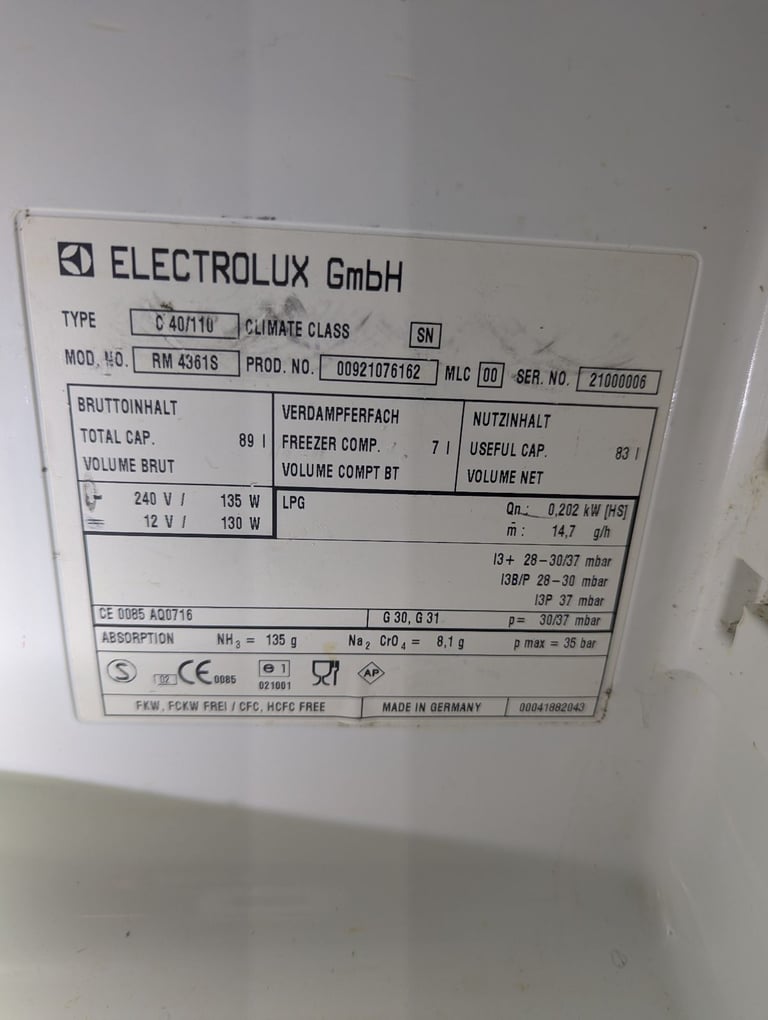 ELECTROLUX GmbH
TYPE C 40/110 CLIMATE CLASS SN
MOD. NO. RM 4361S PROD. NO. 00921076162 MLC 00 SER. NO. 21000006
BRUTTOINHALT
TOTAL CAP. 89 l
VOLUME BRUT
VERDAMPFERFACH
FREEZER COMP. 7 l
VOLUME COMPT BT
NUTZINHALT
USEFUL CAP. 83 l
VOLUME NET
240 V / 135 W
12 V / 130 W
LPG
Qn: 0,202 kW [HS]
m̄ : 14,7 g/h
I3+ 28-30/37 mbar
I3B/P 28-30 mbar
I3P 37 mbar
CE 0085 AQ0716 G 30, G 31 p= 30/37 mbar
ABSORPTION NH₃ = 135 g Na₂ CrO₄ = 8,1 g p max = 35 bar
S 02 CE 0085 e 1 AP
021001
FKW, FCKW FREI / CFC, HCFC FREE MADE IN GERMANY 00041882043